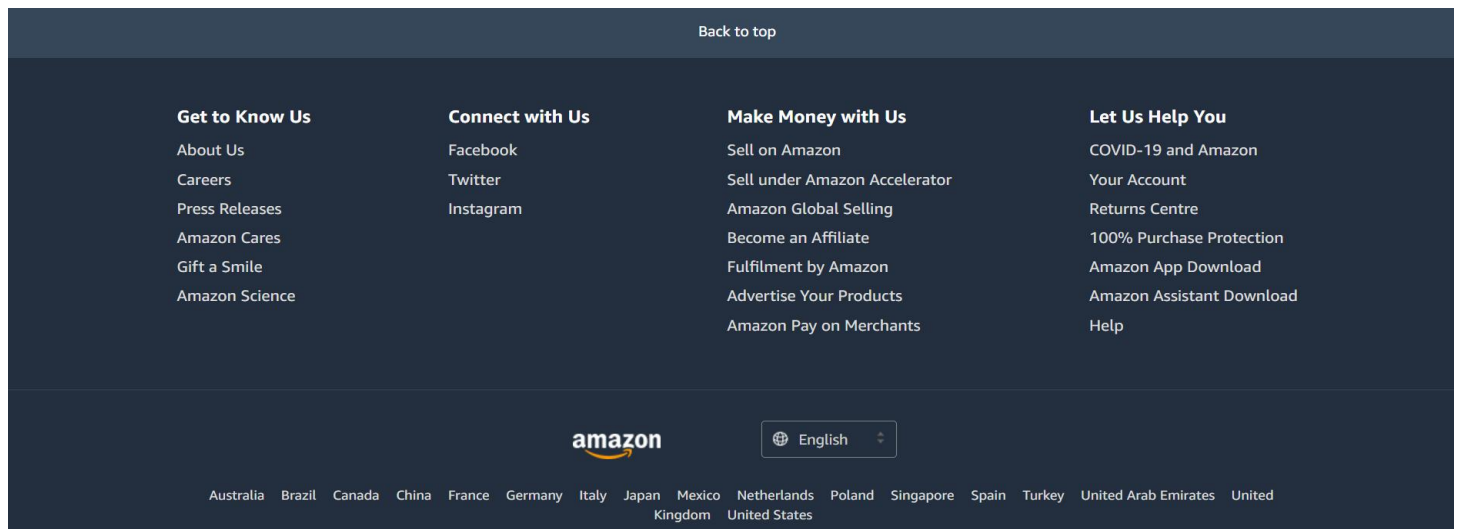 Back to top
Get to Know Us
About Us
Careers
Press Releases
Amazon Cares
Gift a Smile
Amazon Science
Connect with Us
Facebook
Twitter
Instagram
Make Money with Us
Sell on Amazon
Sell under Amazon Accelerator
Amazon Global Selling
Become an Affiliate
Fulfilment by Amazon
Advertise Your Products
Amazon Pay on Merchants
Let Us Help You
COVID-19 and Amazon
Your Account
Returns Centre
100% Purchase Protection
Amazon App Download
Amazon Assistant Download
Help
amazon
English
Australia Brazil Canada China France Germany Italy Japan Mexico Netherlands Poland Singapore Spain Turkey United Arab Emirates United
Kingdom United States